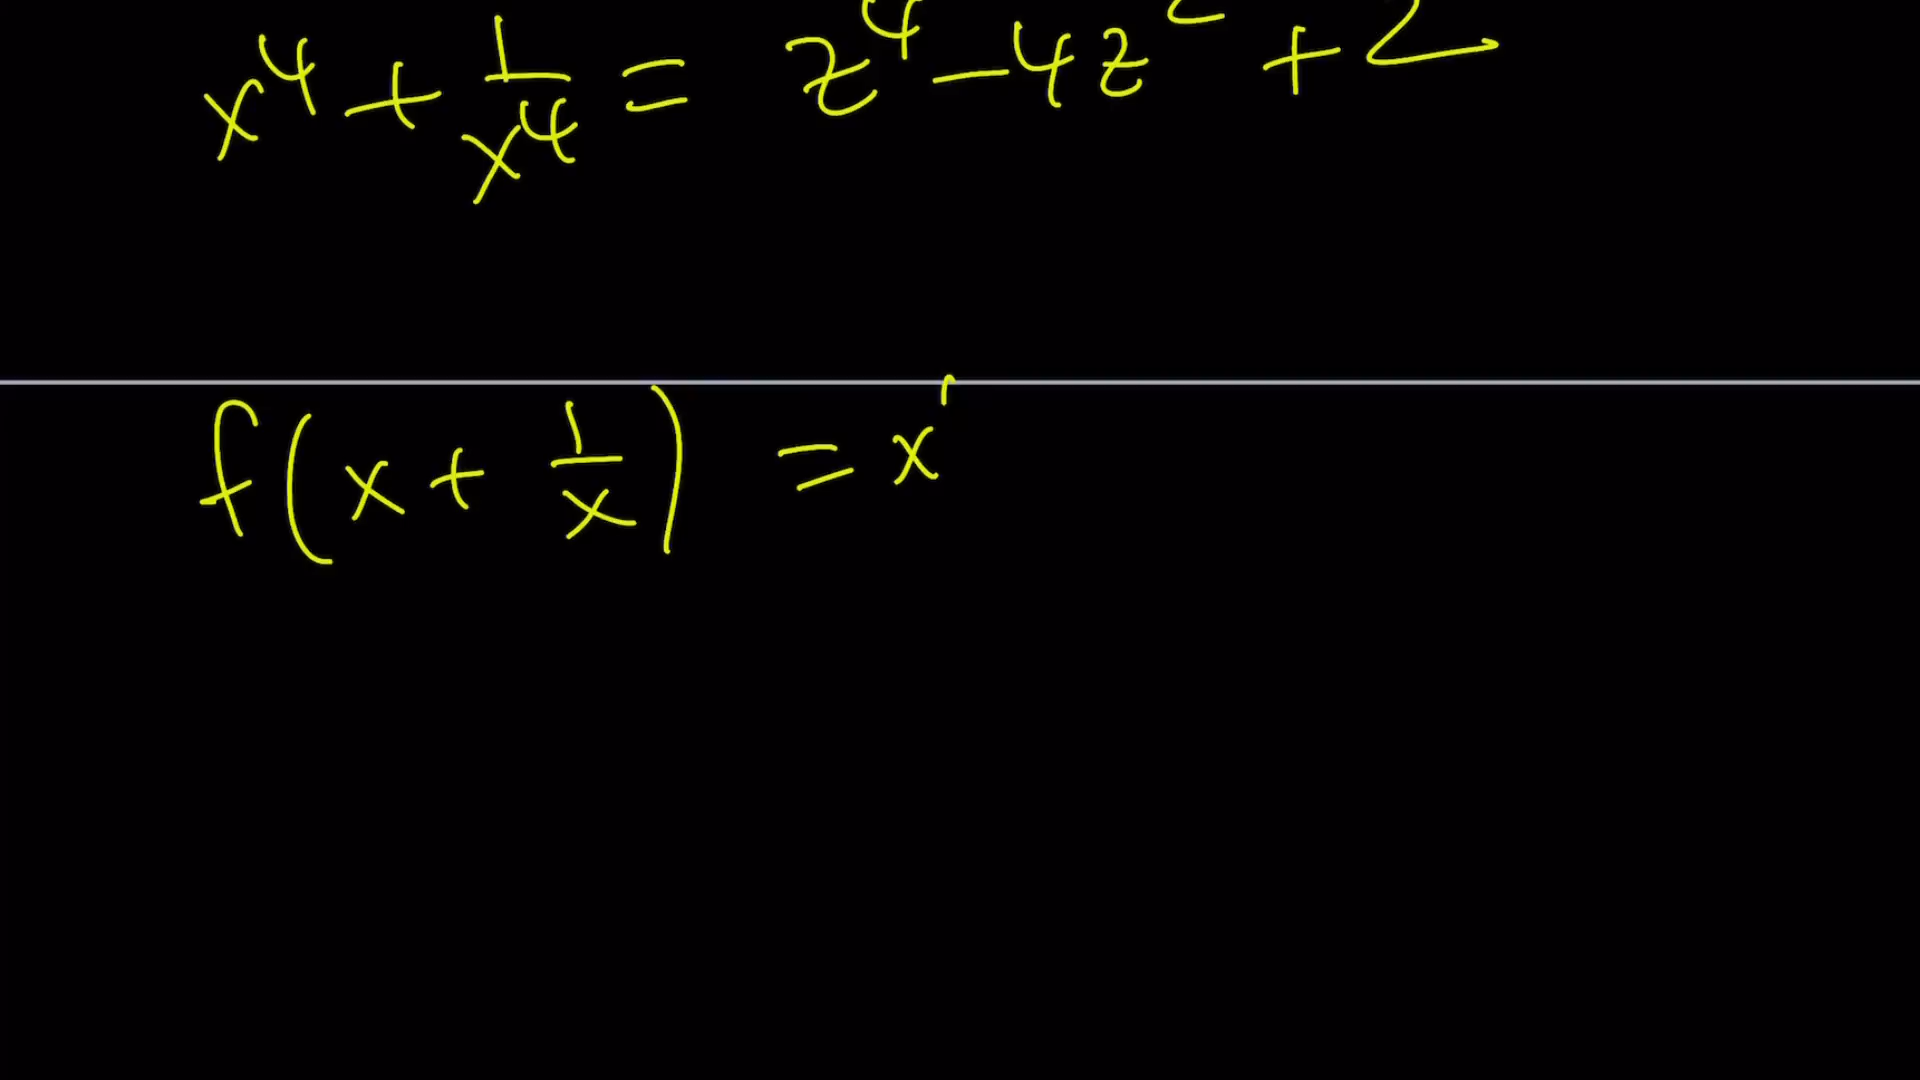 x⁴ + 1/x⁴ = z⁴ - 4z² + 2
f(x + 1/x) = x